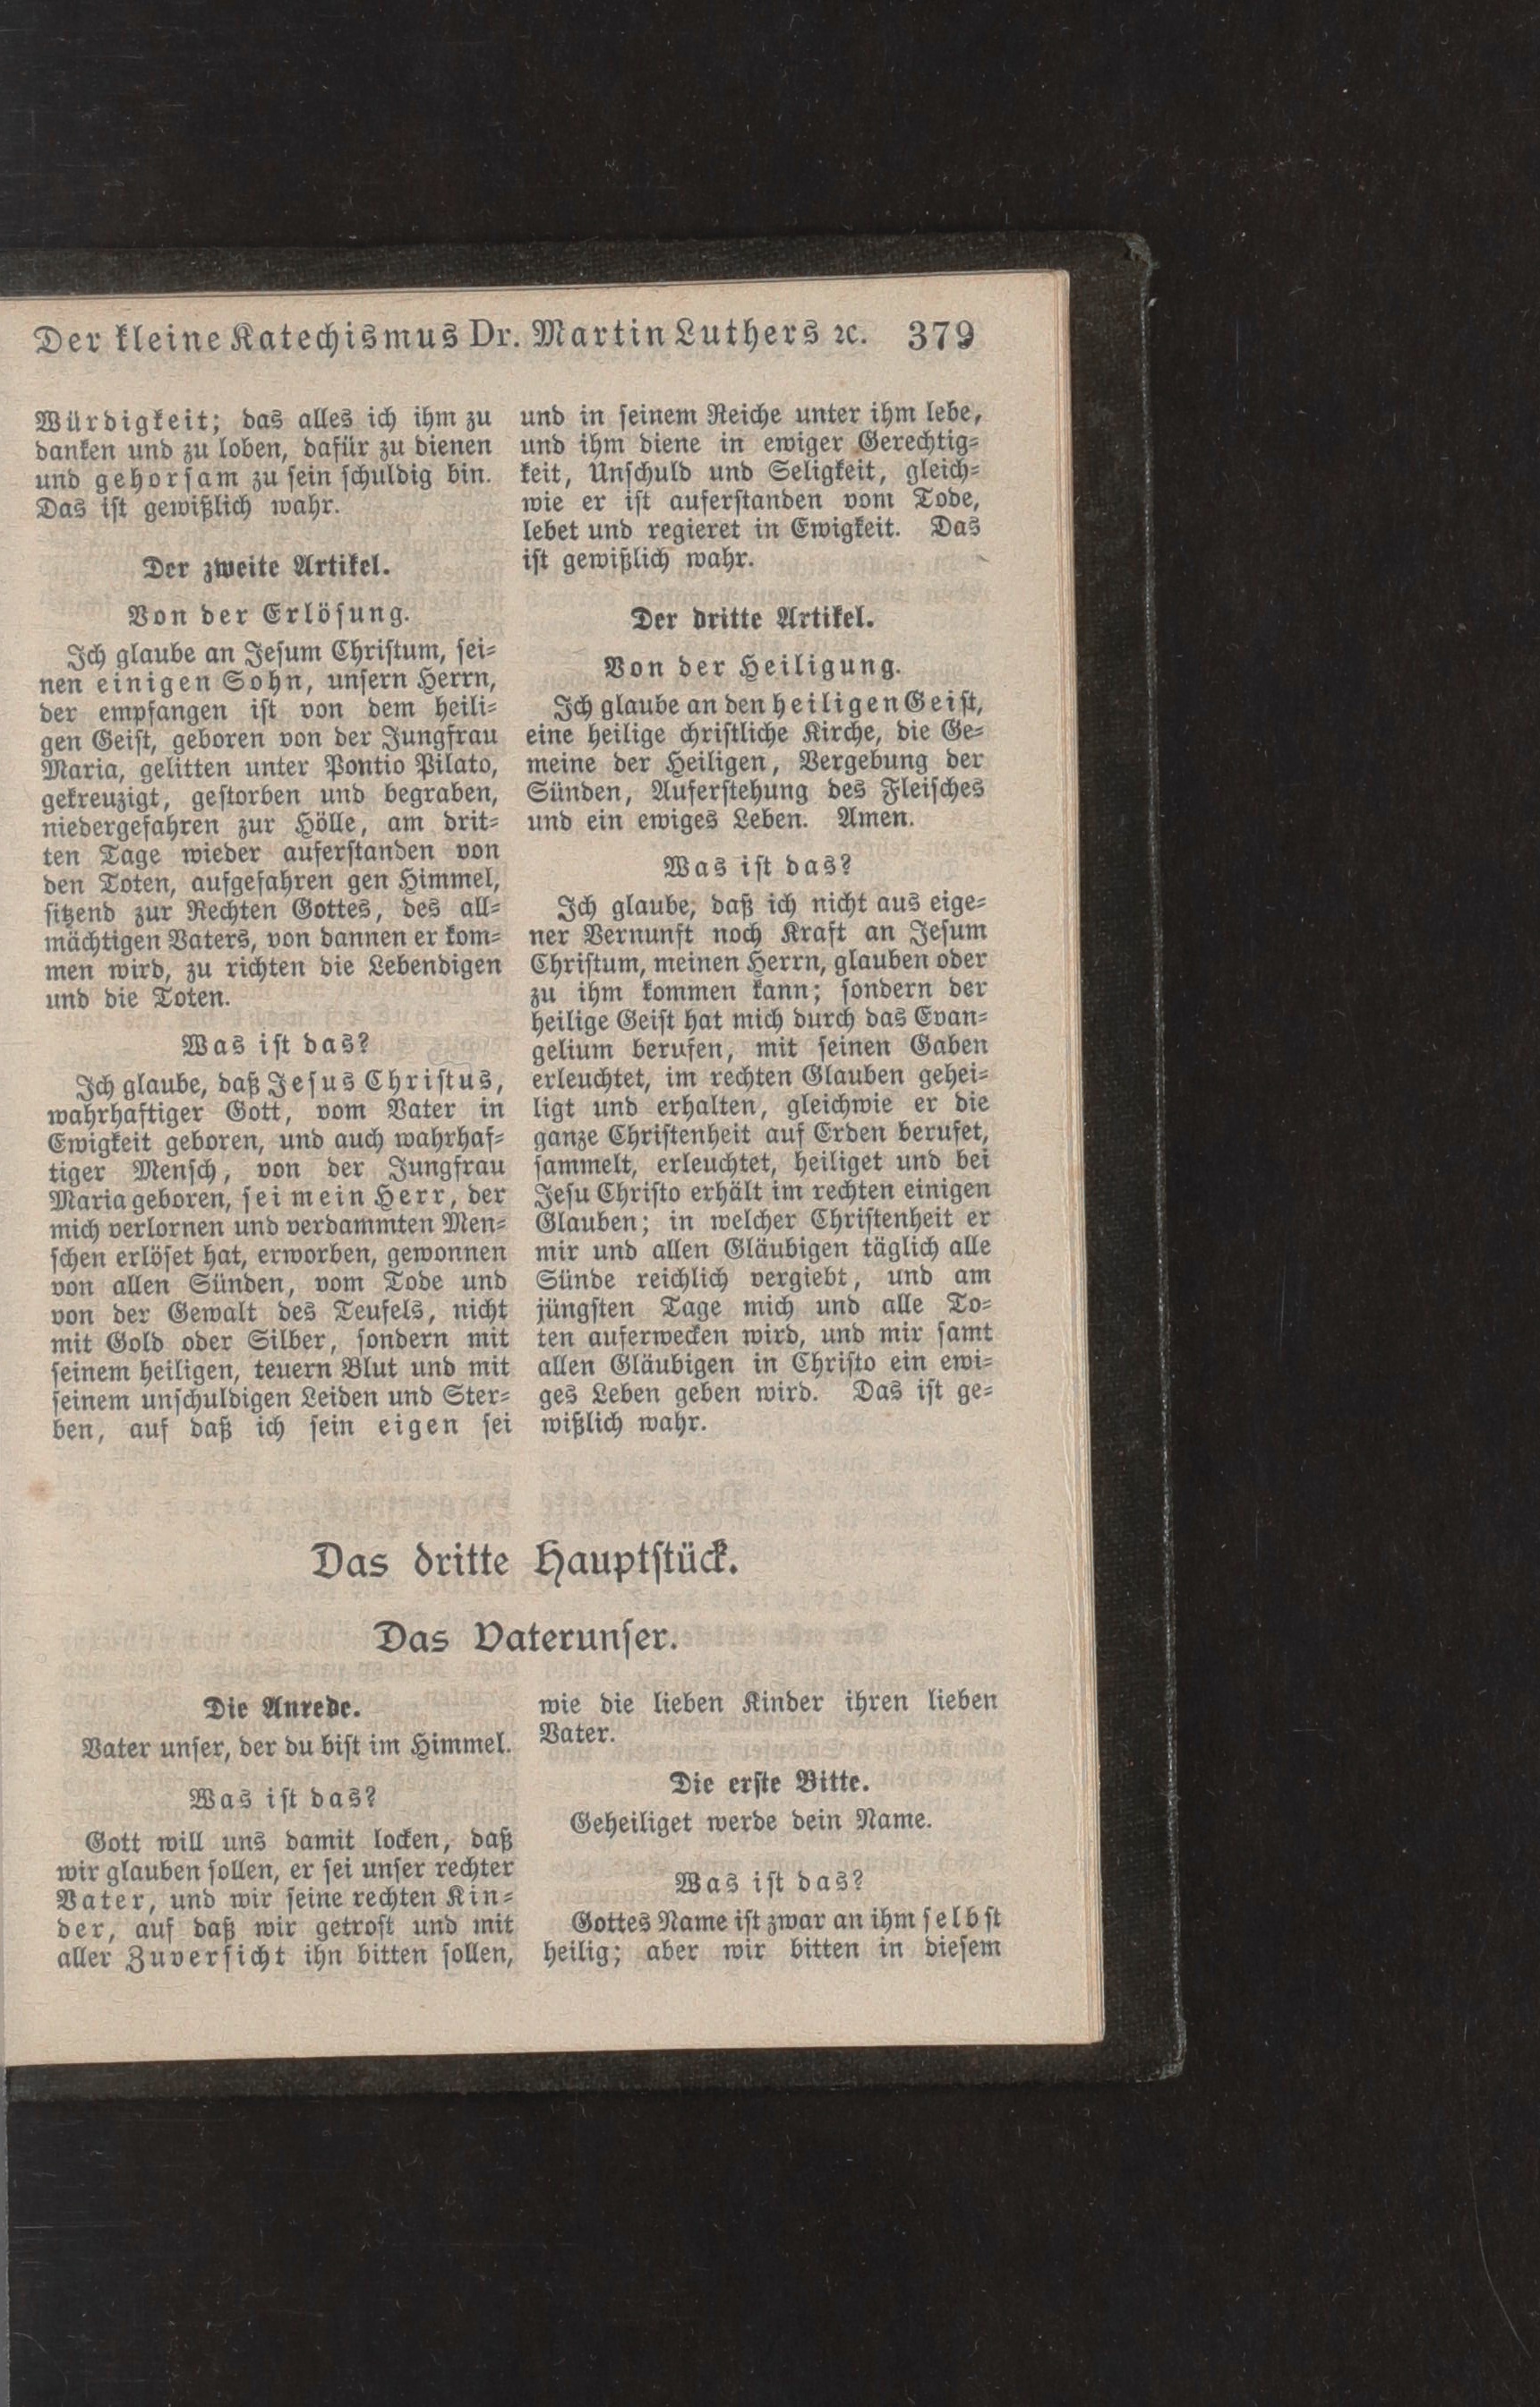 Der kleine Katechismus Dr. Martin Luthers ꝛc. 379
Würdigkeit; das alles ich ihm zu
danken und zu loben, dafür zu dienen
und gehorsam zu sein schuldig bin.
Das ist gewißlich wahr.
Der zweite Artikel.
Von der Erlösung.
Ich glaube an Jesum Christum, sei-
nen einigen Sohn, unsern Herrn,
der empfangen ist von dem heili-
gen Geist, geboren von der Jungfrau
Maria, gelitten unter Pontio Pilato,
gekreuzigt, gestorben und begraben,
niedergefahren zur Hölle, am drit-
ten Tage wieder auferstanden von
den Toten, aufgefahren gen Himmel,
sitzend zur Rechten Gottes, des all-
mächtigen Vaters, von dannen er kom-
men wird, zu richten die Lebendigen
und die Toten.
Was ist das?
Ich glaube, daß Jesus Christus,
wahrhaftiger Gott, vom Vater in
Ewigkeit geboren, und auch wahrhaf-
tiger Mensch, von der Jungfrau
Maria geboren, sei mein Herr, der
mich verlornen und verdammten Men-
schen erlöset hat, erworben, gewonnen
von allen Sünden, vom Tode und
von der Gewalt des Teufels, nicht
mit Gold oder Silber, sondern mit
seinem heiligen, teuern Blut und mit
seinem unschuldigen Leiden und Ster-
ben, auf daß ich sein eigen sei
und in seinem Reiche unter ihm lebe,
und ihm diene in ewiger Gerechtig-
keit, Unschuld und Seligkeit, gleich-
wie er ist auferstanden vom Tode,
lebet und regieret in Ewigkeit. Das
ist gewißlich wahr.
Der dritte Artikel.
Von der Heiligung.
Ich glaube an den heiligen Geist,
eine heilige christliche Kirche, die Ge-
meine der Heiligen, Vergebung der
Sünden, Auferstehung des Fleisches
und ein ewiges Leben. Amen.
Was ist das?
Ich glaube, daß ich nicht aus eige-
ner Vernunft noch Kraft an Jesum
Christum, meinen Herrn, glauben oder
zu ihm kommen kann; sondern der
heilige Geist hat mich durch das Evan-
gelium berufen, mit seinen Gaben
erleuchtet, im rechten Glauben gehei-
ligt und erhalten, gleichwie er die
ganze Christenheit auf Erden berufet,
sammelt, erleuchtet, heiliget und bei
Jesu Christo erhält im rechten einigen
Glauben; in welcher Christenheit er
mir und allen Gläubigen täglich alle
Sünde reichlich vergiebt, und am
jüngsten Tage mich und alle To-
ten auferwecken wird, und mir samt
allen Gläubigen in Christo ein ewi-
ges Leben geben wird. Das ist ge-
wißlich wahr.
Das dritte Hauptstück.
Das Vaterunser.
Die Anrede.
Vater unser, der du bist im Himmel.
Was ist das?
Gott will uns damit locken, daß
wir glauben sollen, er sei unser rechter
Vater, und wir seine rechten Kin-
der, auf daß wir getrost und mit
aller Zuversicht ihn bitten sollen,
wie die lieben Kinder ihren lieben
Vater.
Die erste Bitte.
Geheiliget werde dein Name.
Was ist das?
Gottes Name ist zwar an ihm selbst
heilig; aber wir bitten in diesem